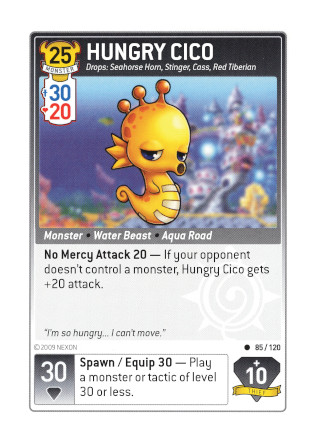 25
MONSTER
HUNGRY CICO
Drops: Seahorse Horn, Stinger, Cass, Red Tiberian
30
20
Monster • Water Beast • Aqua Road
No Mercy Attack 20 — If your opponent
doesn't control a monster, Hungry Cico gets
+20 attack.
"I'm so hungry... I can't move."
©2009 NEXON
● 85/120
30
Spawn / Equip 30 — Play
a monster or tactic of level
30 or less.
+
10
THIEF